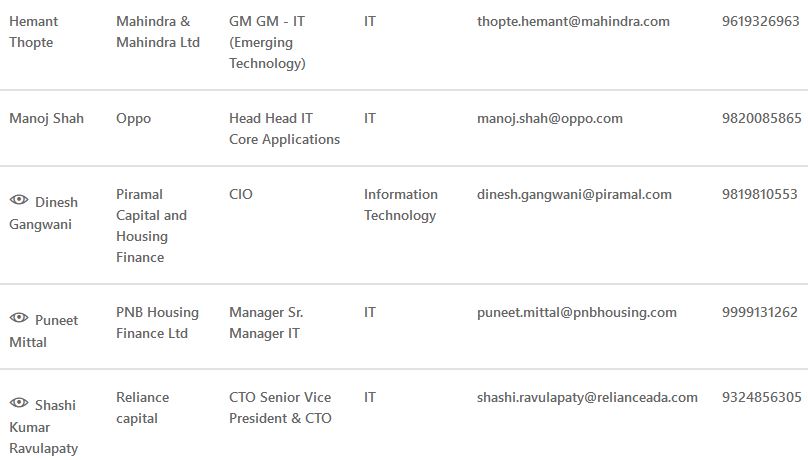 Hemant Mahindra & GM GM - IT IT thopte.hemant@mahindra.com 9619326963
Thopte Mahindra Ltd (Emerging
Technology)
Manoj Shah Oppo Head Head IT IT manoj.shah@oppo.com 9820085865
Core Applications
Dinesh Piramal CIO Information dinesh.gangwani@piramal.com 9819810553
Gangwani Capital and Technology
Housing
Finance
Puneet PNB Housing Manager Sr. IT puneet.mittal@pnbhousing.com 9999131262
Mittal Finance Ltd Manager IT
Shashi Reliance CTO Senior Vice IT shashi.ravulapaty@relianceada.com 9324856305
Kumar capital President & CTO
Ravulapaty